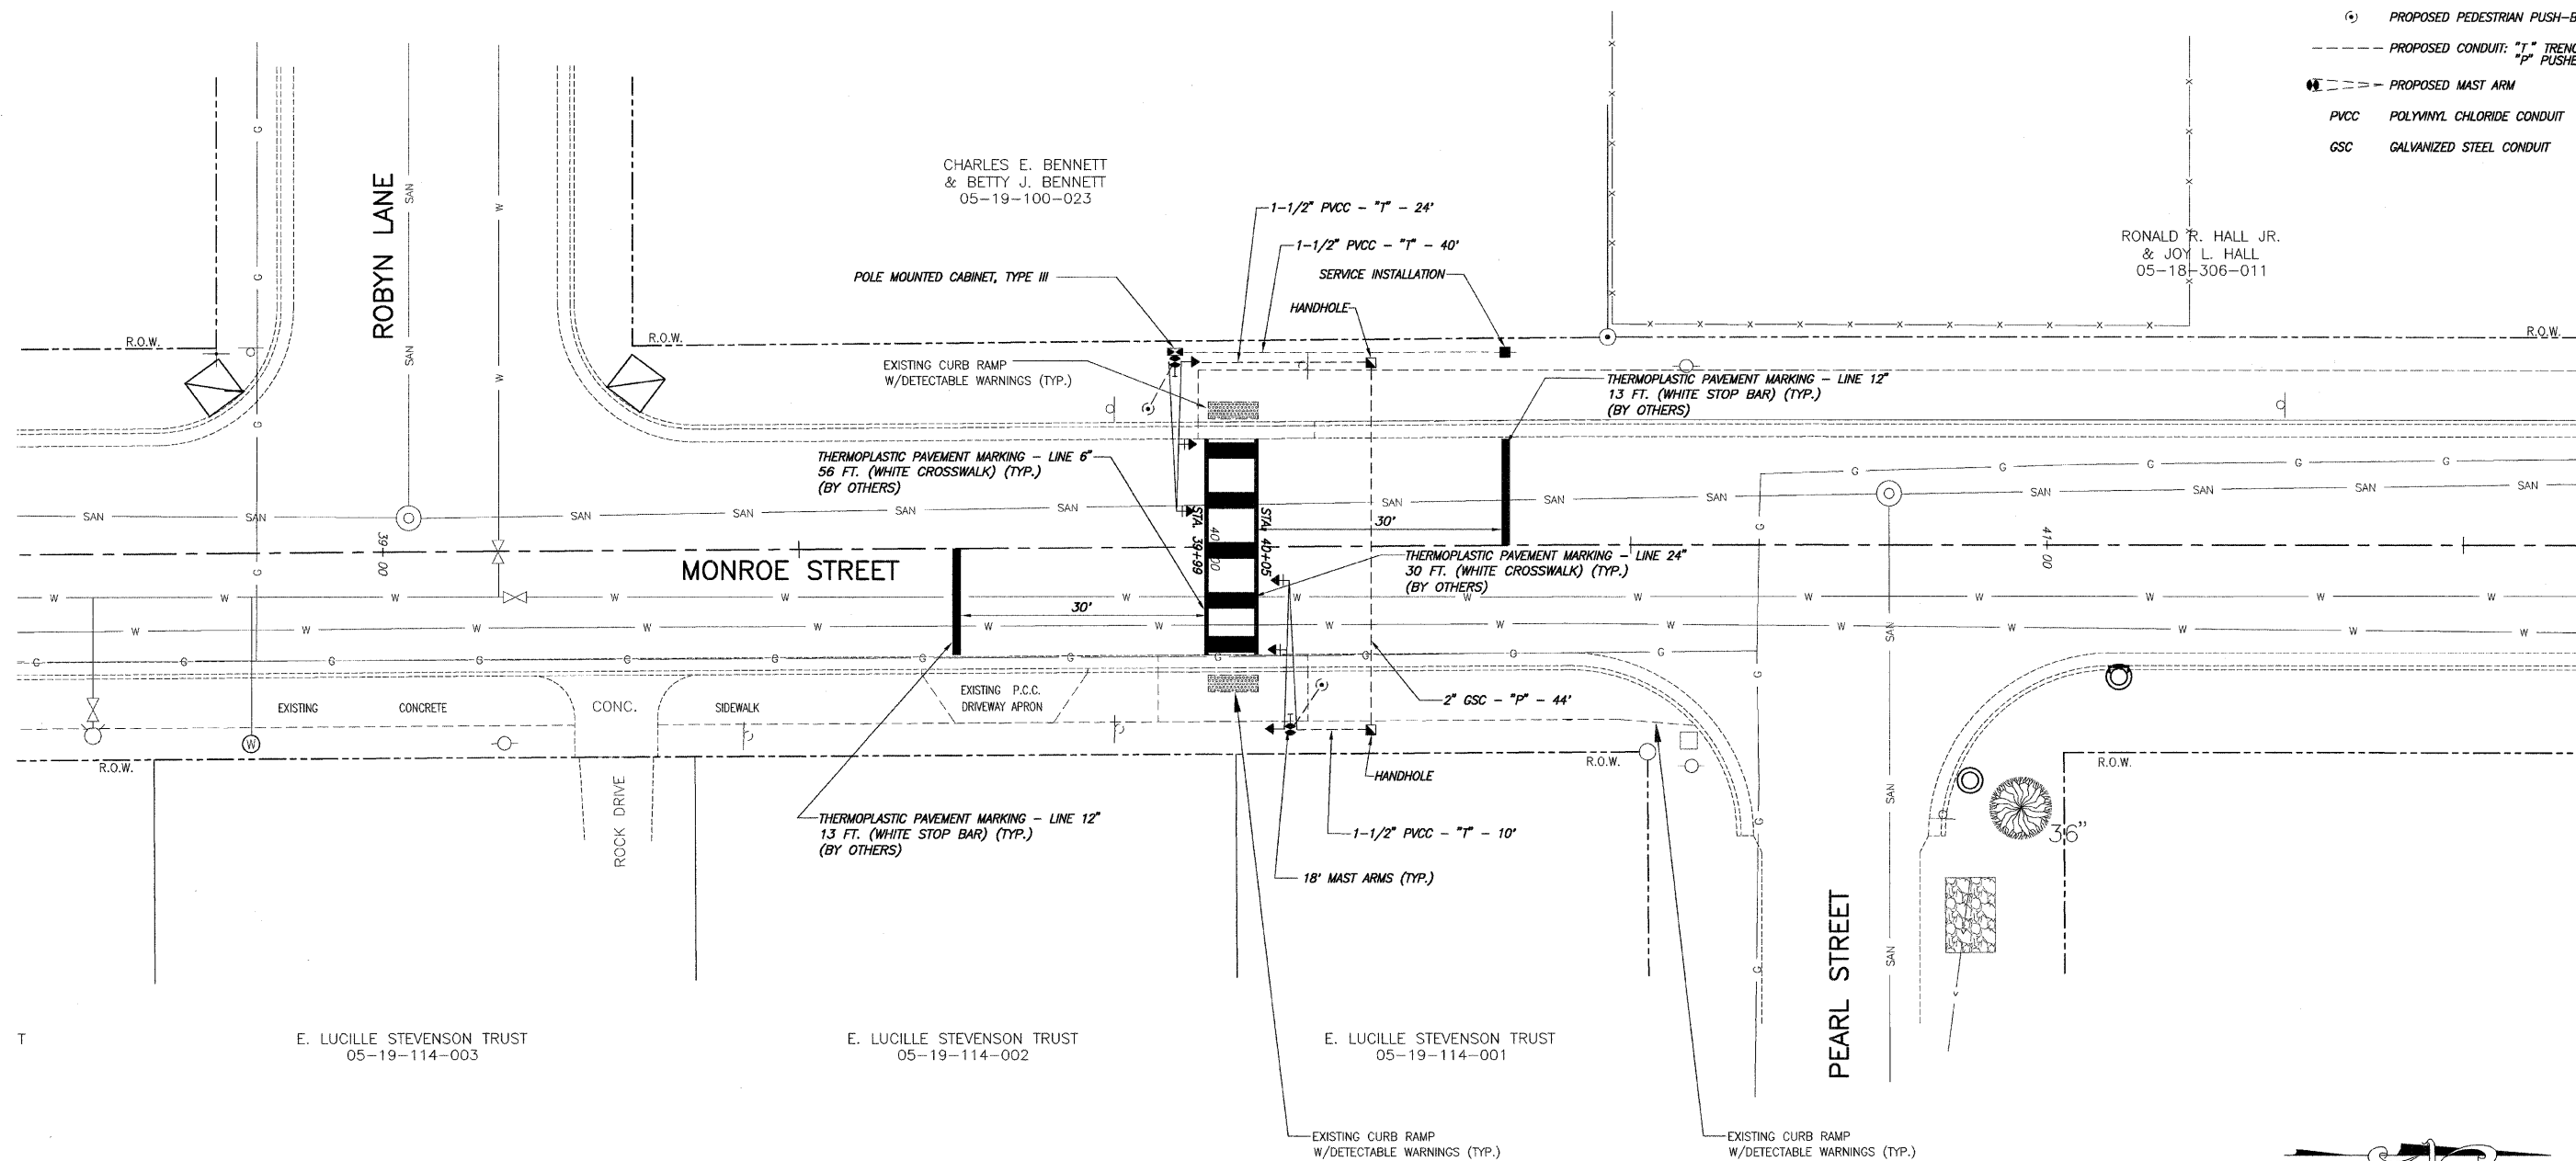 PROPOSED PEDESTRIAN PUSH-B
PROPOSED CONDUIT: "T" TRENC
"P" PUSHE
PROPOSED MAST ARM
PVCC POLYVINYL CHLORIDE CONDUIT
GSC GALVANIZED STEEL CONDUIT
ROBYN LANE
CHARLES E. BENNETT
& BETTY J. BENNETT
05-19-100-023
RONALD R. HALL JR.
& JOY L. HALL
05-18-306-011
1-1/2" PVCC - "T" - 24'
1-1/2" PVCC - "T" - 40'
SERVICE INSTALLATION
POLE MOUNTED CABINET, TYPE III
HANDHOLE
R.O.W.
R.O.W.
R.O.W.
EXISTING CURB RAMP
W/DETECTABLE WARNINGS (TYP.)
THERMOPLASTIC PAVEMENT MARKING - LINE 12"
13 FT. (WHITE STOP BAR) (TYP.)
(BY OTHERS)
THERMOPLASTIC PAVEMENT MARKING - LINE 6"
56 FT. (WHITE CROSSWALK) (TYP.)
(BY OTHERS)
STA. 39+99
STA. 40+05
30'
39+00
41+00
MONROE STREET
THERMOPLASTIC PAVEMENT MARKING - LINE 24"
30 FT. (WHITE CROSSWALK) (TYP.)
(BY OTHERS)
30'
EXISTING CONCRETE SIDEWALK
CONC.
EXISTING P.C.C.
DRIVEWAY APRON
2" GSC - "P" - 44'
R.O.W.
R.O.W.
R.O.W.
HANDHOLE
ROCK DRIVE
THERMOPLASTIC PAVEMENT MARKING - LINE 12"
13 FT. (WHITE STOP BAR) (TYP.)
(BY OTHERS)
1-1/2" PVCC - "T" - 10'
18' MAST ARMS (TYP.)
36"
PEARL STREET
T
E. LUCILLE STEVENSON TRUST
05-19-114-003
E. LUCILLE STEVENSON TRUST
05-19-114-002
E. LUCILLE STEVENSON TRUST
05-19-114-001
EXISTING CURB RAMP
W/DETECTABLE WARNINGS (TYP.)
EXISTING CURB RAMP
W/DETECTABLE WARNINGS (TYP.)